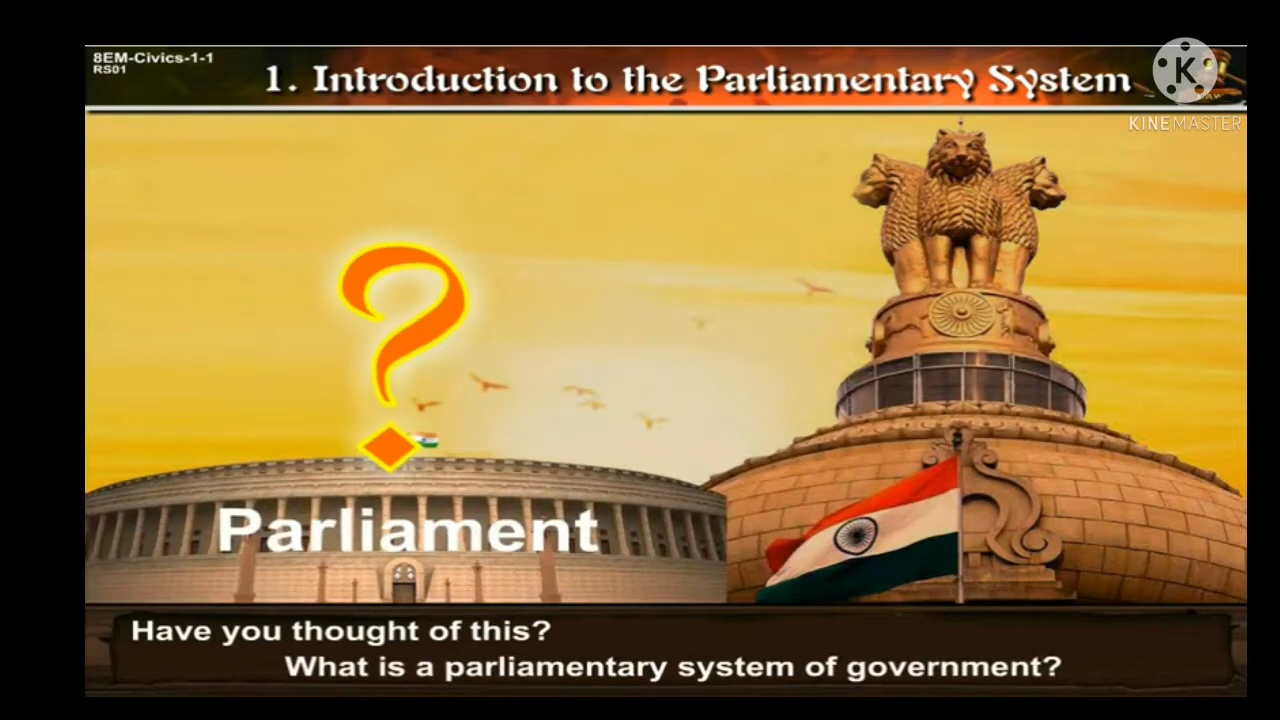 8EM-Civics-1-1
RS01
1. Introduction to the Parliamentary System
K
KINEMASTER
Parliament
Have you thought of this?
What is a parliamentary system of government?